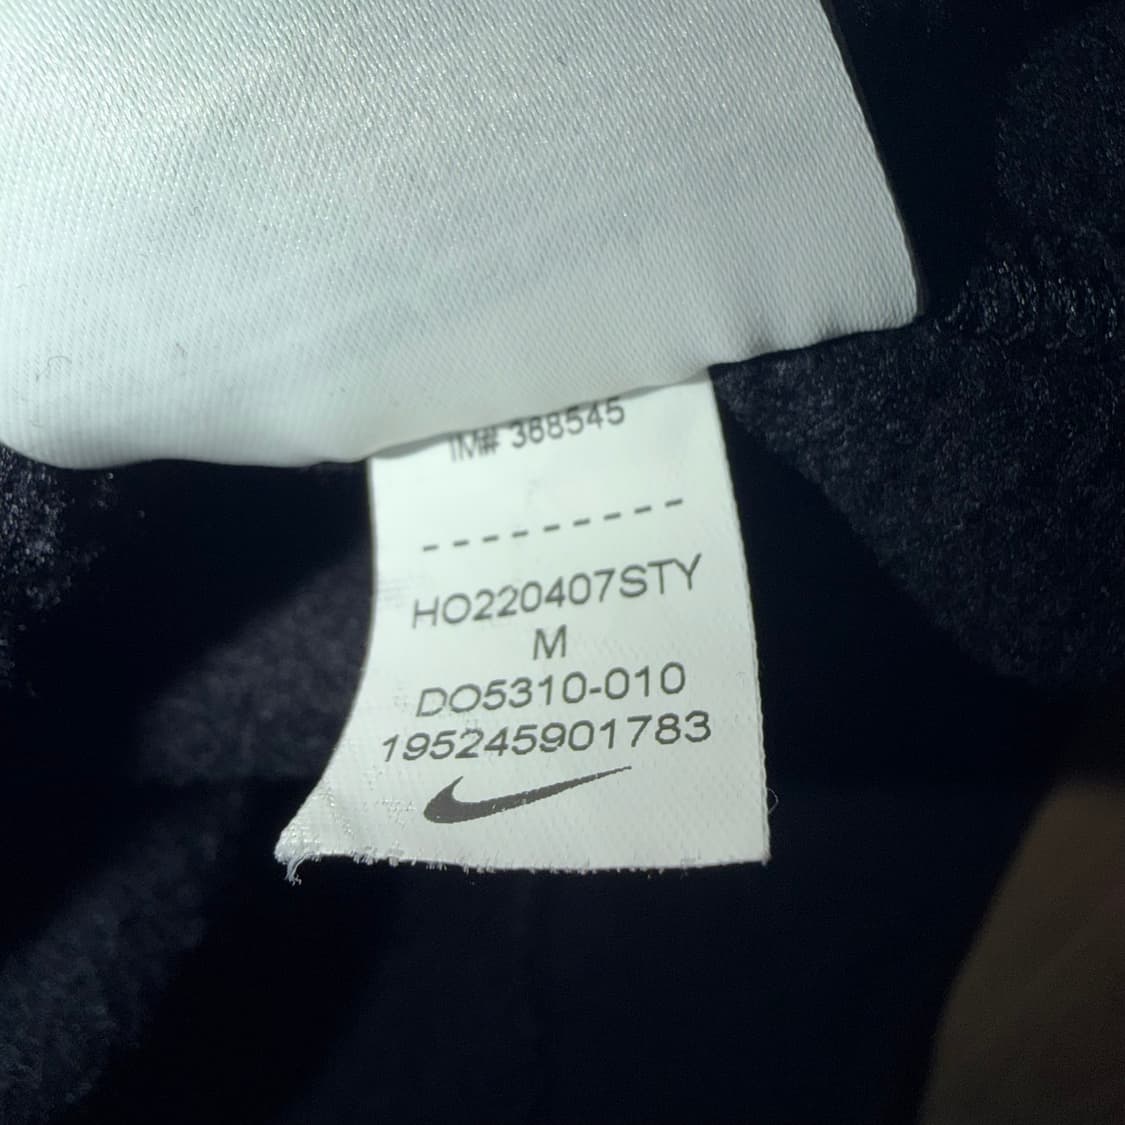 IM# 368545
---------
HO220407STY
M
DO5310-010
195245901783